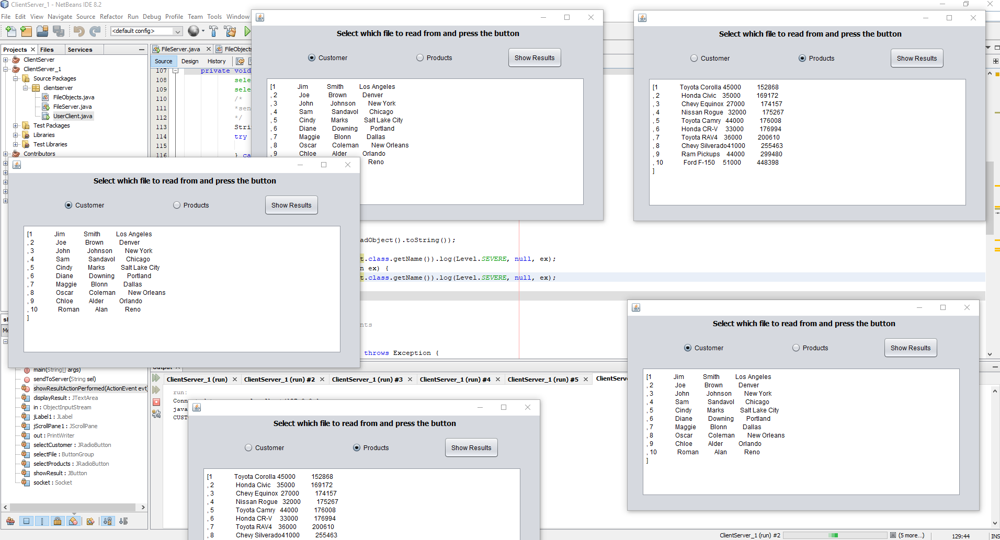 ClientServer_1 - NetBeans IDE 8.2
File Edit View Navigate Source Refactor Run Debug Profile Team Tools Window
<default config>
Projects Files Services
ClientServer
ClientServer_1
Source Packages
clientserver
FileObjects.java
FileServer.java
UserClient.java
Test Packages
Libraries
Test Libraries
Contributors
FileServer.java FileObjects
Source Design History
107 private void
108 sele
109 sele
110 /*
111 *sen
112 */
113 Stri
114 try
115
116 } ca
Select which file to read from and press the button
Customer Products Show Results
[1 Jim Smith Los Angeles
, 2 Joe Brown Denver
, 3 John Johnson New York
, 4 Sam Sandavol Chicago
, 5 Cindy Marks Salt Lake City
, 6 Diane Downing Portland
, 7 Maggie Blonn Dallas
, 8 Oscar Coleman New Orleans
, 9 Chloe Alder Orlando
Reno
Select which file to read from and press the button
Customer Products Show Results
[1 Toyota Corolla 45000 152868
, 2 Honda Civic 35000 169172
, 3 Chevy Equinox 27000 174157
, 4 Nissan Rogue 32000 175267
, 5 Toyota Camry 44000 176008
, 6 Honda CR-V 33000 176994
, 7 Toyota RAV4 36000 200610
, 8 Chevy Silverado41000 255463
, 9 Ram Pickups 44000 299480
, 10 Ford F-150 51000 448398
]
Select which file to read from and press the button
Customer Products Show Results
[1 Jim Smith Los Angeles
, 2 Joe Brown Denver
, 3 John Johnson New York
, 4 Sam Sandavol Chicago
, 5 Cindy Marks Salt Lake City
, 6 Diane Downing Portland
, 7 Maggie Blonn Dallas
, 8 Oscar Coleman New Orleans
, 9 Chloe Alder Orlando
, 10 Roman Alan Reno
]
adObject().toString());
t.class.getName()).log(Level.SEVERE, null, ex);
n ex) {
t.class.getName()).log(Level.SEVERE, null, ex);
nts
throws Exception {
Select which file to read from and press the button
Customer Products Show Results
[1 Jim Smith Los Angeles
, 2 Joe Brown Denver
, 3 John Johnson New York
, 4 Sam Sandavol Chicago
, 5 Cindy Marks Salt Lake City
, 6 Diane Downing Portland
, 7 Maggie Blonn Dallas
, 8 Oscar Coleman New Orleans
, 9 Chloe Alder Orlando
, 10 Roman Alan Reno
]
main(String[] args)
sendToServer(String sel)
showResultActionPerformed(ActionEvent evt)
displayResult : JTextArea
in : ObjectInputStream
jLabel1 : JLabel
jScrollPane1 : JScrollPane
out : PrintWriter
selectCustomer : JRadioButton
selectFile : ButtonGroup
selectProducts : JRadioButton
showResult : JButton
socket : Socket
Output
ClientServer_1 (run) ClientServer_1 (run) #2 ClientServer_1 (run) #3 ClientServer_1 (run) #4 ClientServer_1 (run) #5 ClientServ
run:
Conn
java
CUST
Select which file to read from and press the button
Customer Products Show Results
[1 Toyota Corolla 45000 152868
, 2 Honda Civic 35000 169172
, 3 Chevy Equinox 27000 174157
, 4 Nissan Rogue 32000 175267
, 5 Toyota Camry 44000 176008
, 6 Honda CR-V 33000 176994
, 7 Toyota RAV4 36000 200610
, 8 Chevy Silverado41000 255463
ClientServer_1 (run) #2 (5 more...) 129:44 INS